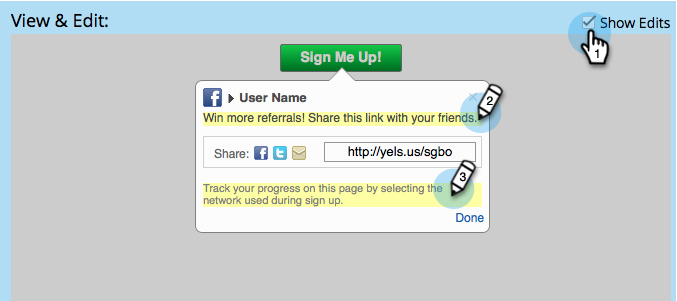 View & Edit:
Show Edits
1
Sign Me Up!
f User Name
2
Win more referrals! Share this link with your friends.
Share: f t http://yels.us/sgbo
3
Track your progress on this page by selecting the
network used during sign up.
Done